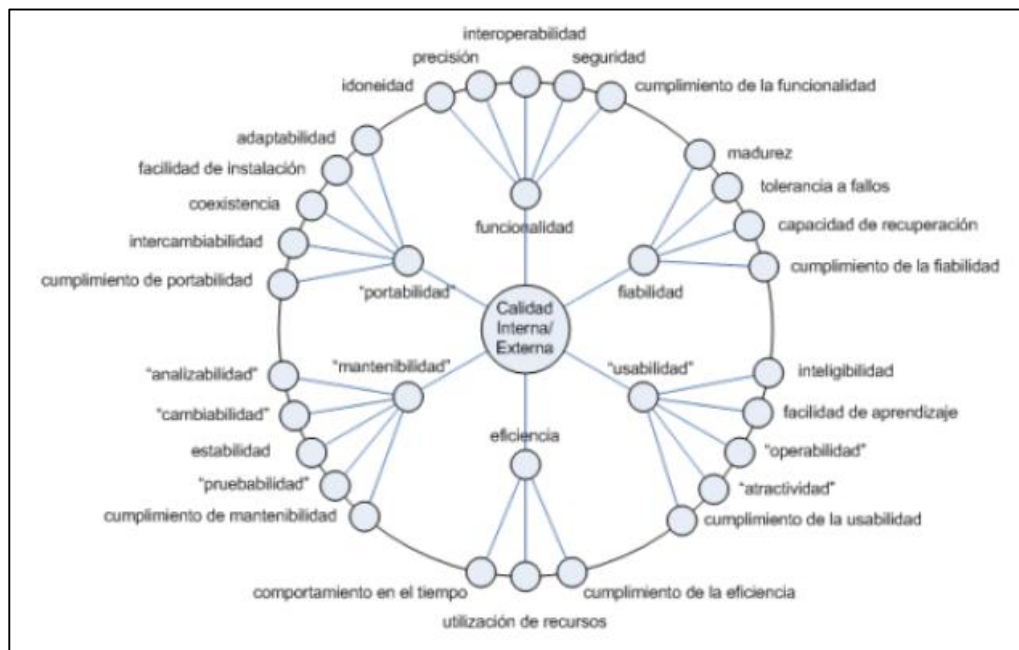 interoperabilidad
precisión
seguridad
idoneidad
cumplimiento de la funcionalidad
adaptabilidad
madurez
facilidad de instalación
tolerancia a fallos
coexistencia
capacidad de recuperación
funcionalidad
intercambiabilidad
cumplimiento de la fiabilidad
cumplimiento de portabilidad
"portabilidad"
fiabilidad
Calidad
Interna/
Externa
"mantenibilidad"
"usabilidad"
"analizabilidad"
inteligibilidad
"cambiabilidad"
facilidad de aprendizaje
eficiencia
estabilidad
"operabilidad"
"pruebabilidad"
"atractividad"
cumplimiento de mantenibilidad
cumplimiento de la usabilidad
comportamiento en el tiempo
cumplimiento de la eficiencia
utilización de recursos